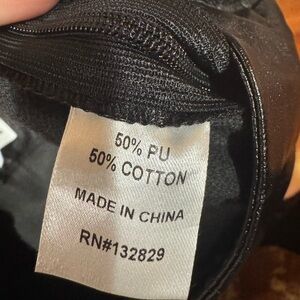 50% PU
50% COTTON
MADE IN CHINA
RN#132829